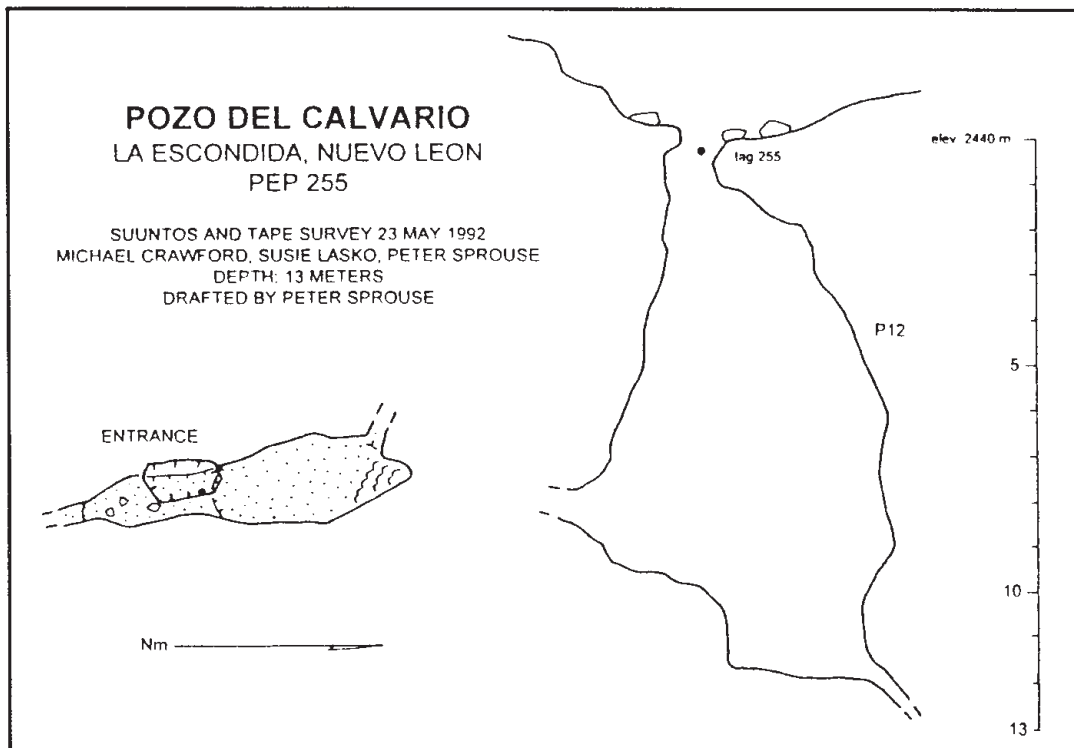 POZO DEL CALVARIO
LA ESCONDIDA, NUEVO LEON
PEP 255
SUUNTOS AND TAPE SURVEY 23 MAY 1992
MICHAEL CRAWFORD, SUSIE LASKO, PETER SPROUSE
DEPTH: 13 METERS
DRAFTED BY PETER SPROUSE
ENTRANCE
Nm
tag 255
elev. 2440 m
P12
5
10
13